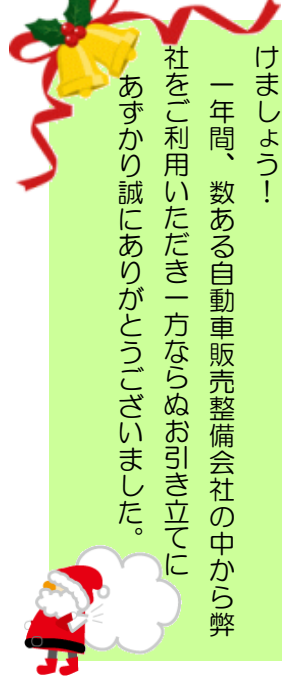 けましょう！
一年間、数ある自動車販売整備会社の中から弊
社をご利用いただき一方ならぬお引き立てに
あずかり誠にありがとうございました。